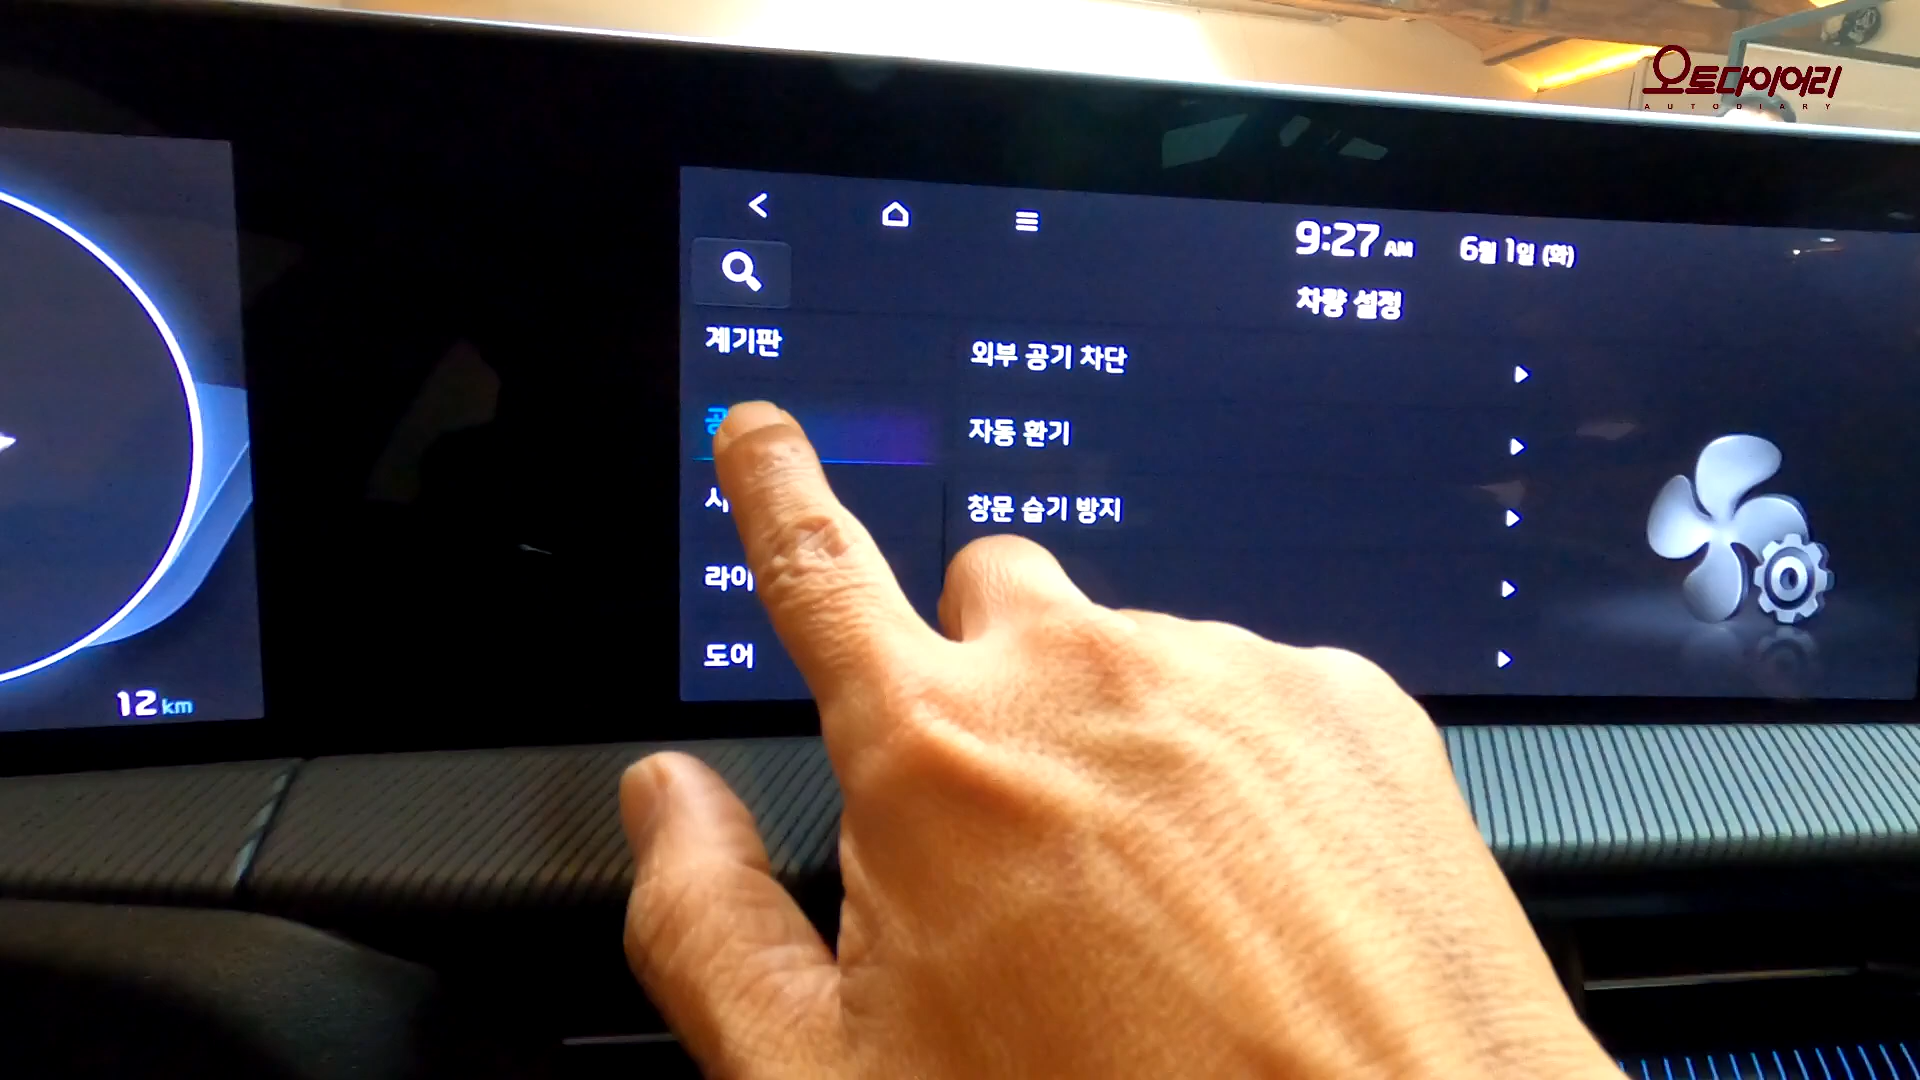 오토다이어리
AUTODIARY
9:27 AM 6월 1일 (화)
차량 설정
계기판
외부 공기 차단
자동 환기
창문 습기 방지
도어
12 km